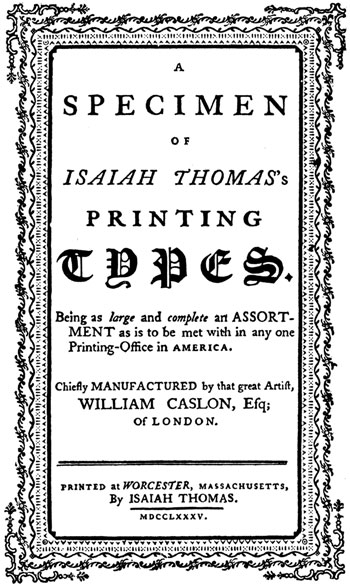 A
SPECIMEN
OF
ISAIAH THOMAS's
PRINTING
TYPES.
Being as large and complete an ASSORT-
MENT as is to be met with in any one
Printing-Office in AMERICA.
Chiefly MANUFACTURED by that great Artiſt,
WILLIAM CASLON, Eſq;
Of LONDON.
PRINTED at WORCESTER, MASSACHUSETTS,
By ISAIAH THOMAS.
MDCCLXXXV.